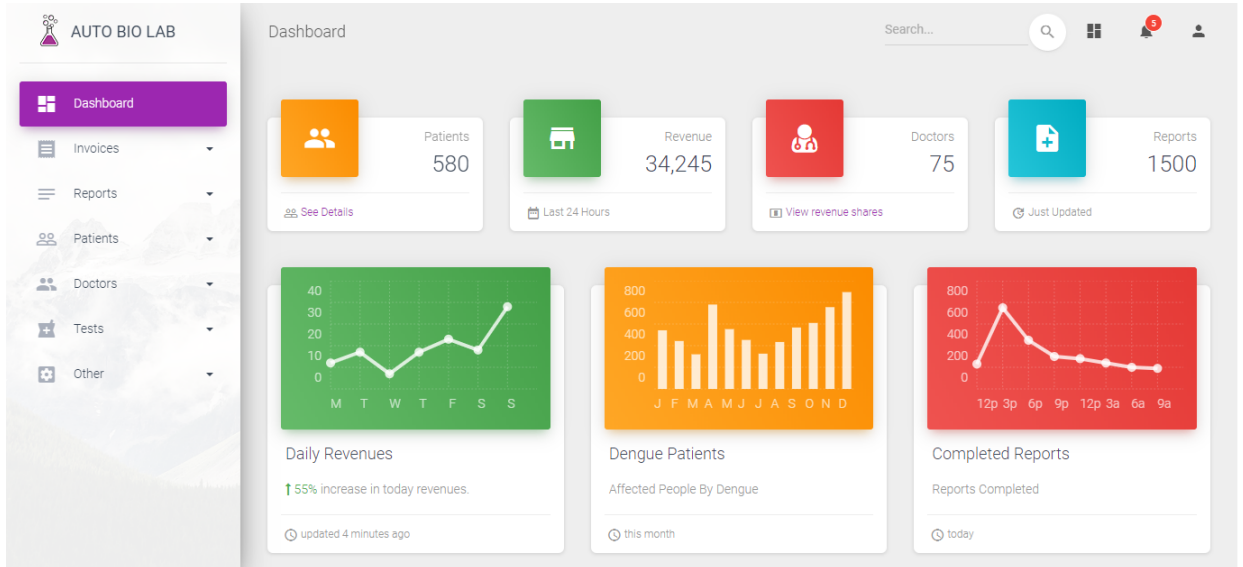 AUTO BIO LAB
Dashboard
Invoices
Reports
Patients
Doctors
Tests
Other
Dashboard
Search...
5
Patients
580
See Details
Revenue
34,245
Last 24 Hours
Doctors
75
View revenue shares
Reports
1500
Just Updated
40
30
20
10
0
M T W T F S S
Daily Revenues
55% increase in today revenues.
updated 4 minutes ago
800
600
400
200
0
J F M A M J J A S O N D
Dengue Patients
Affected People By Dengue
this month
800
600
400
200
0
12p 3p 6p 9p 12p 3a 6a 9a
Completed Reports
Reports Completed
today